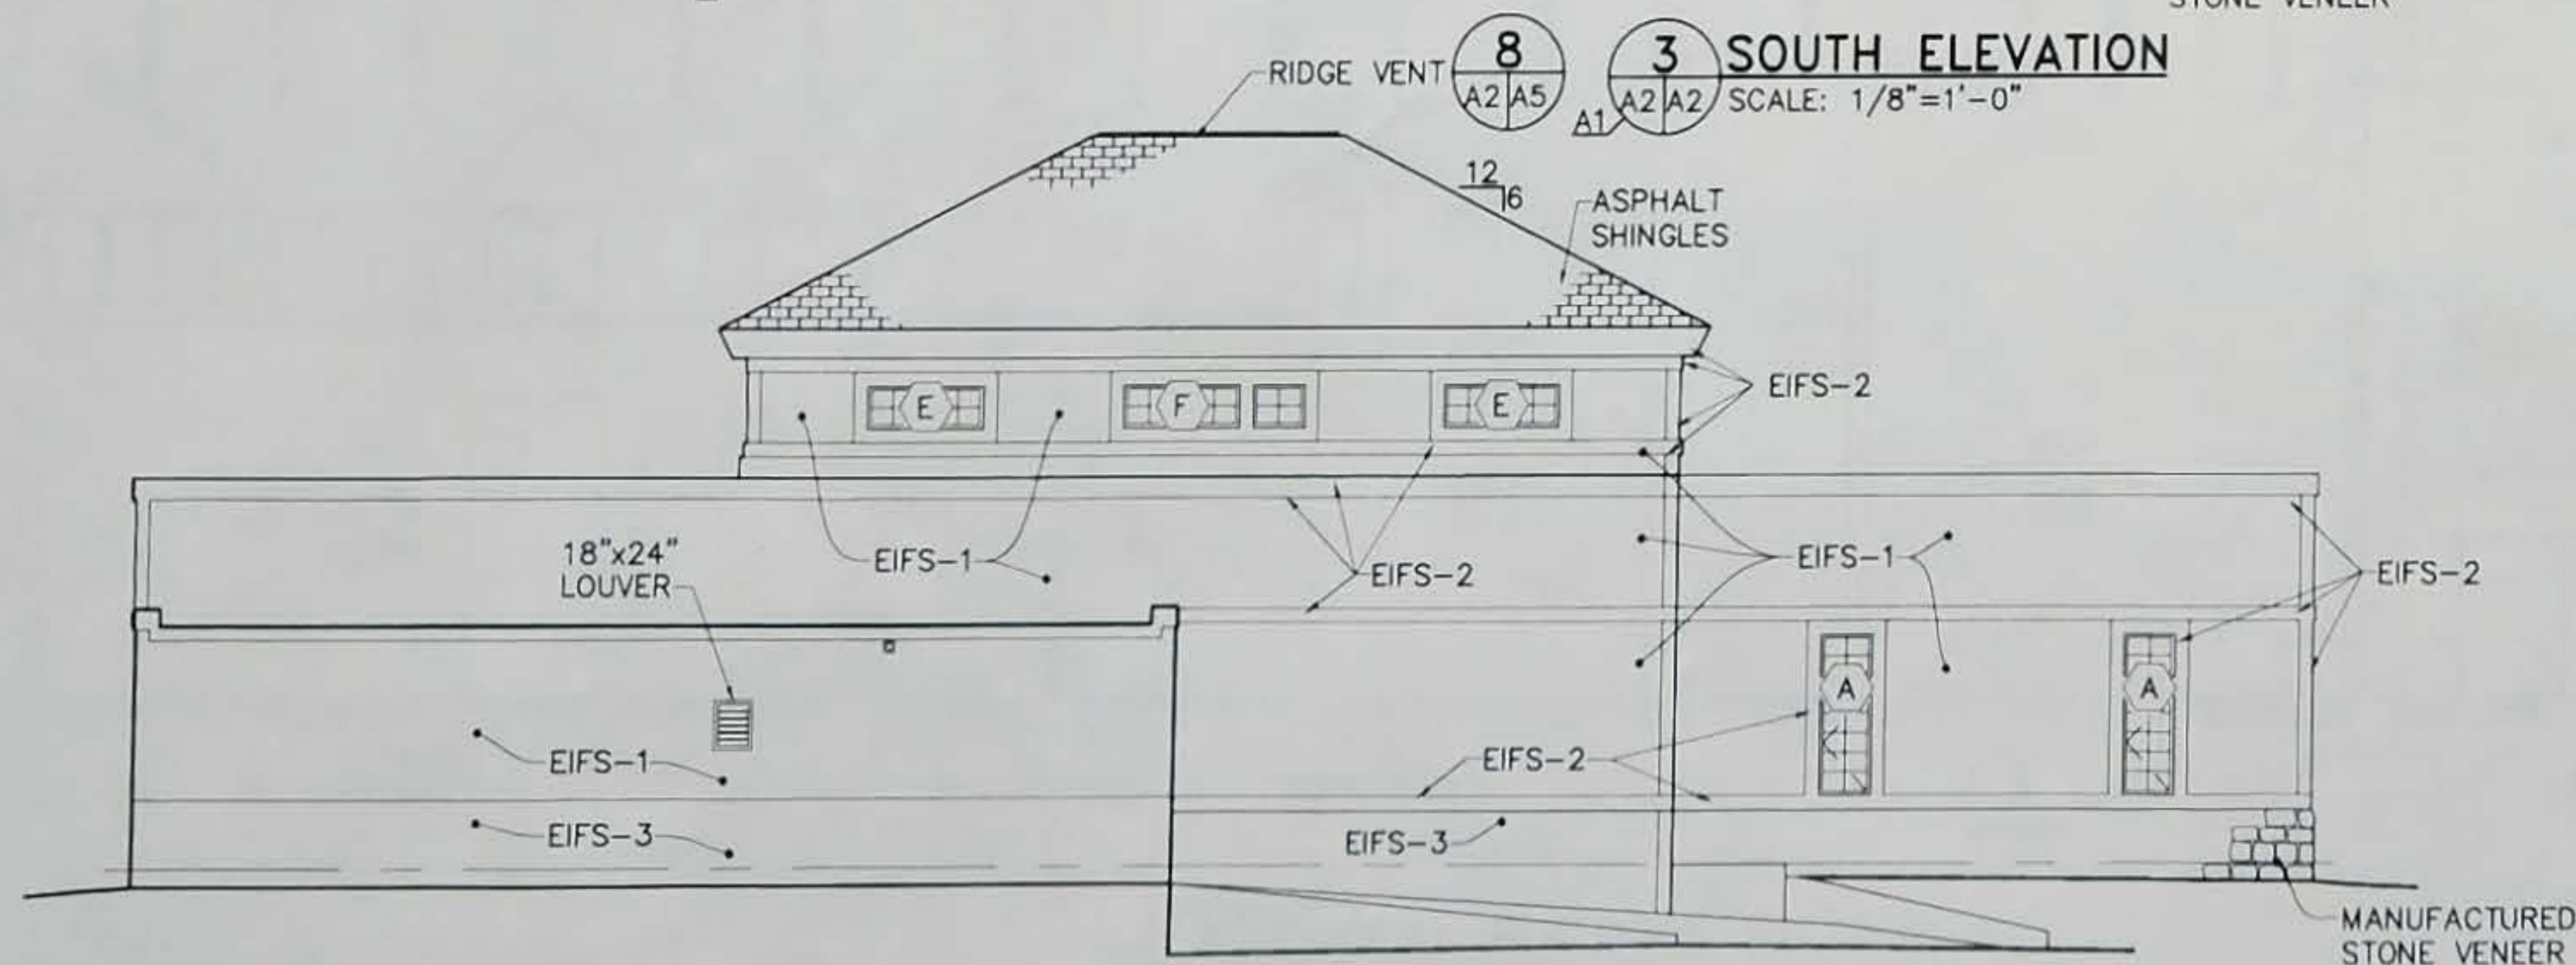 STONE VENEER
RIDGE VENT
8
A2 A5
3
A2 A2
A1
SOUTH ELEVATION
SCALE: 1/8"=1'-0"
12
6
ASPHALT
SHINGLES
E
F
E
EIFS-2
18"x24"
LOUVER
EIFS-1
EIFS-2
EIFS-1
EIFS-2
A
A
EIFS-1
EIFS-2
EIFS-3
EIFS-3
MANUFACTURED
STONE VENEER